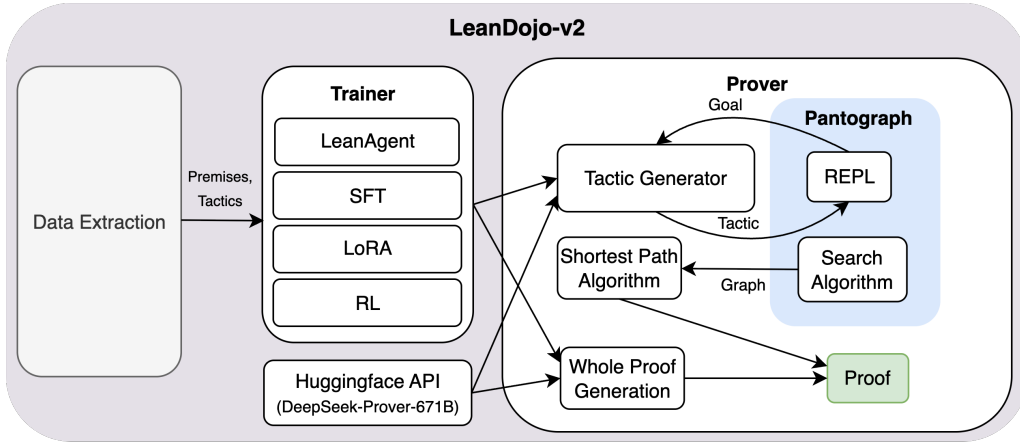 LeanDojo-v2
Data Extraction
Premises,
Tactics
Trainer
LeanAgent
SFT
LoRA
RL
Huggingface API
(DeepSeek-Prover-671B)
Prover
Goal
Pantograph
Tactic Generator
REPL
Tactic
Shortest Path
Algorithm
Graph
Search
Algorithm
Whole Proof
Generation
Proof